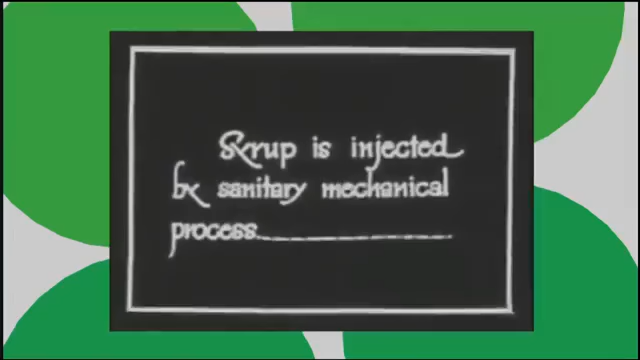 Syrup is injected
by sanitary mechanical
process